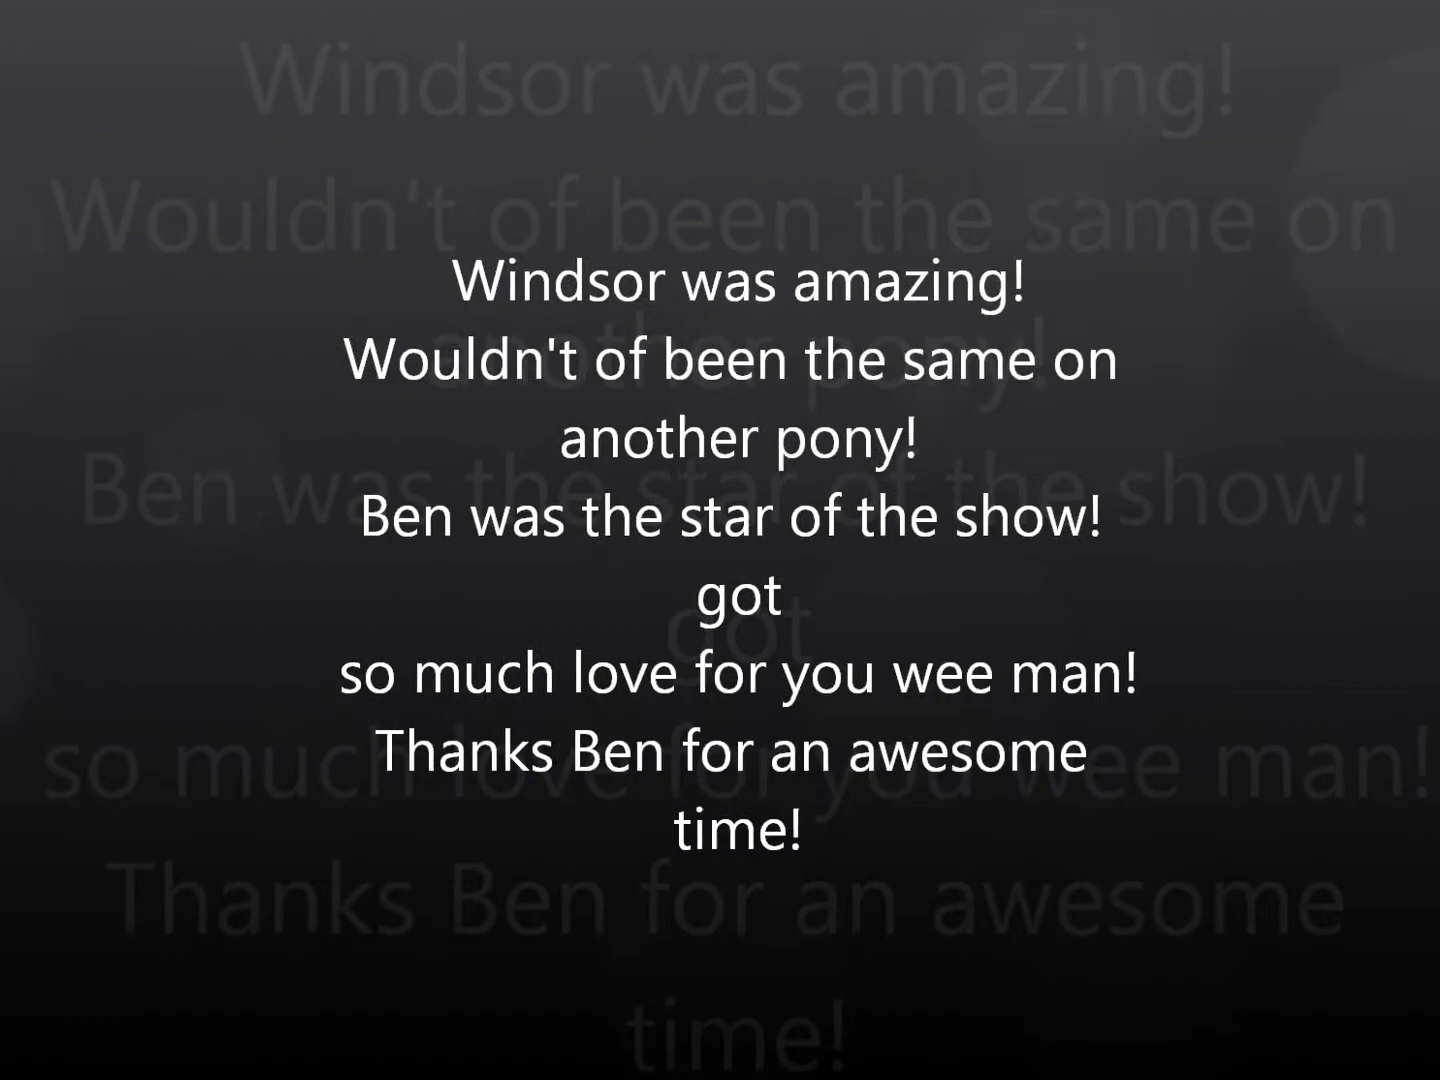 Windsor was amazing!
Wouldn't of been the same on
another pony!
Ben was the star of the show!
got
so much love for you wee man!
Thanks Ben for an awesome
time!